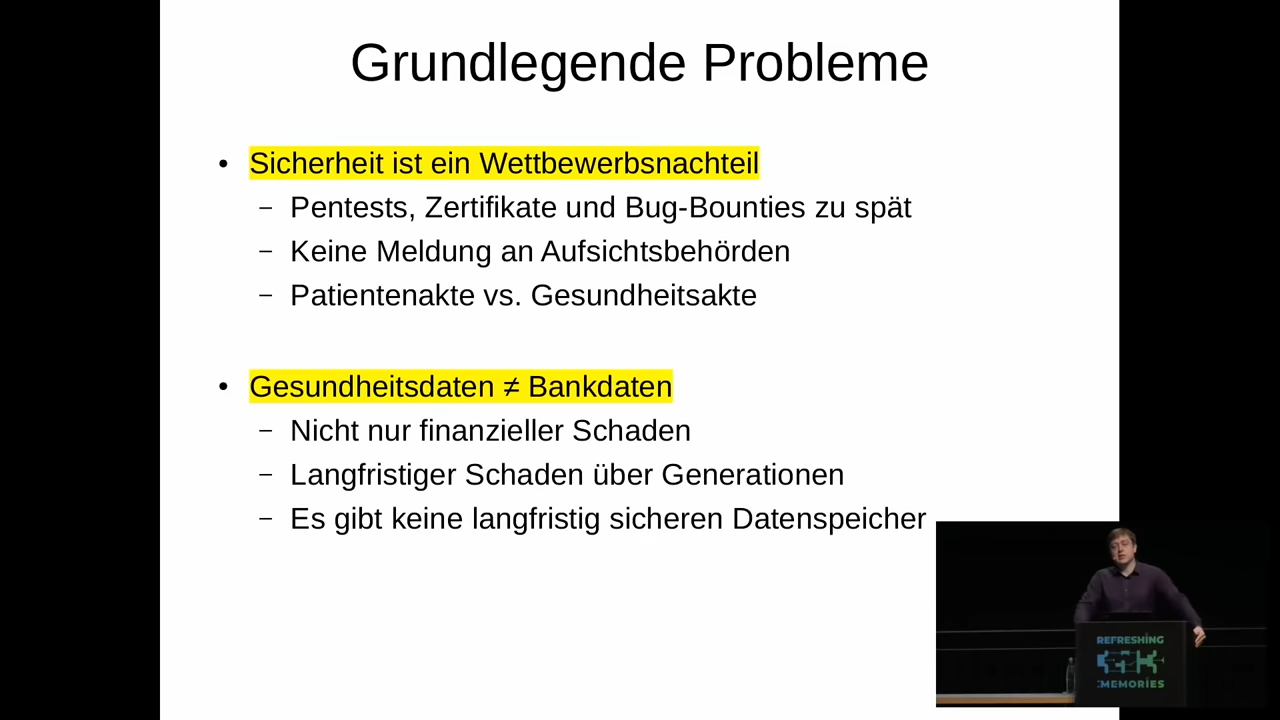 Grundlegende Probleme
• Sicherheit ist ein Wettbewerbsnachteil
– Pentests, Zertifikate und Bug-Bounties zu spät
– Keine Meldung an Aufsichtsbehörden
– Patientenakte vs. Gesundheitsakte
• Gesundheitsdaten ≠ Bankdaten
– Nicht nur finanzieller Schaden
– Langfristiger Schaden über Generationen
– Es gibt keine langfristig sicheren Datenspeicher
REFRESHING
MEMORIES